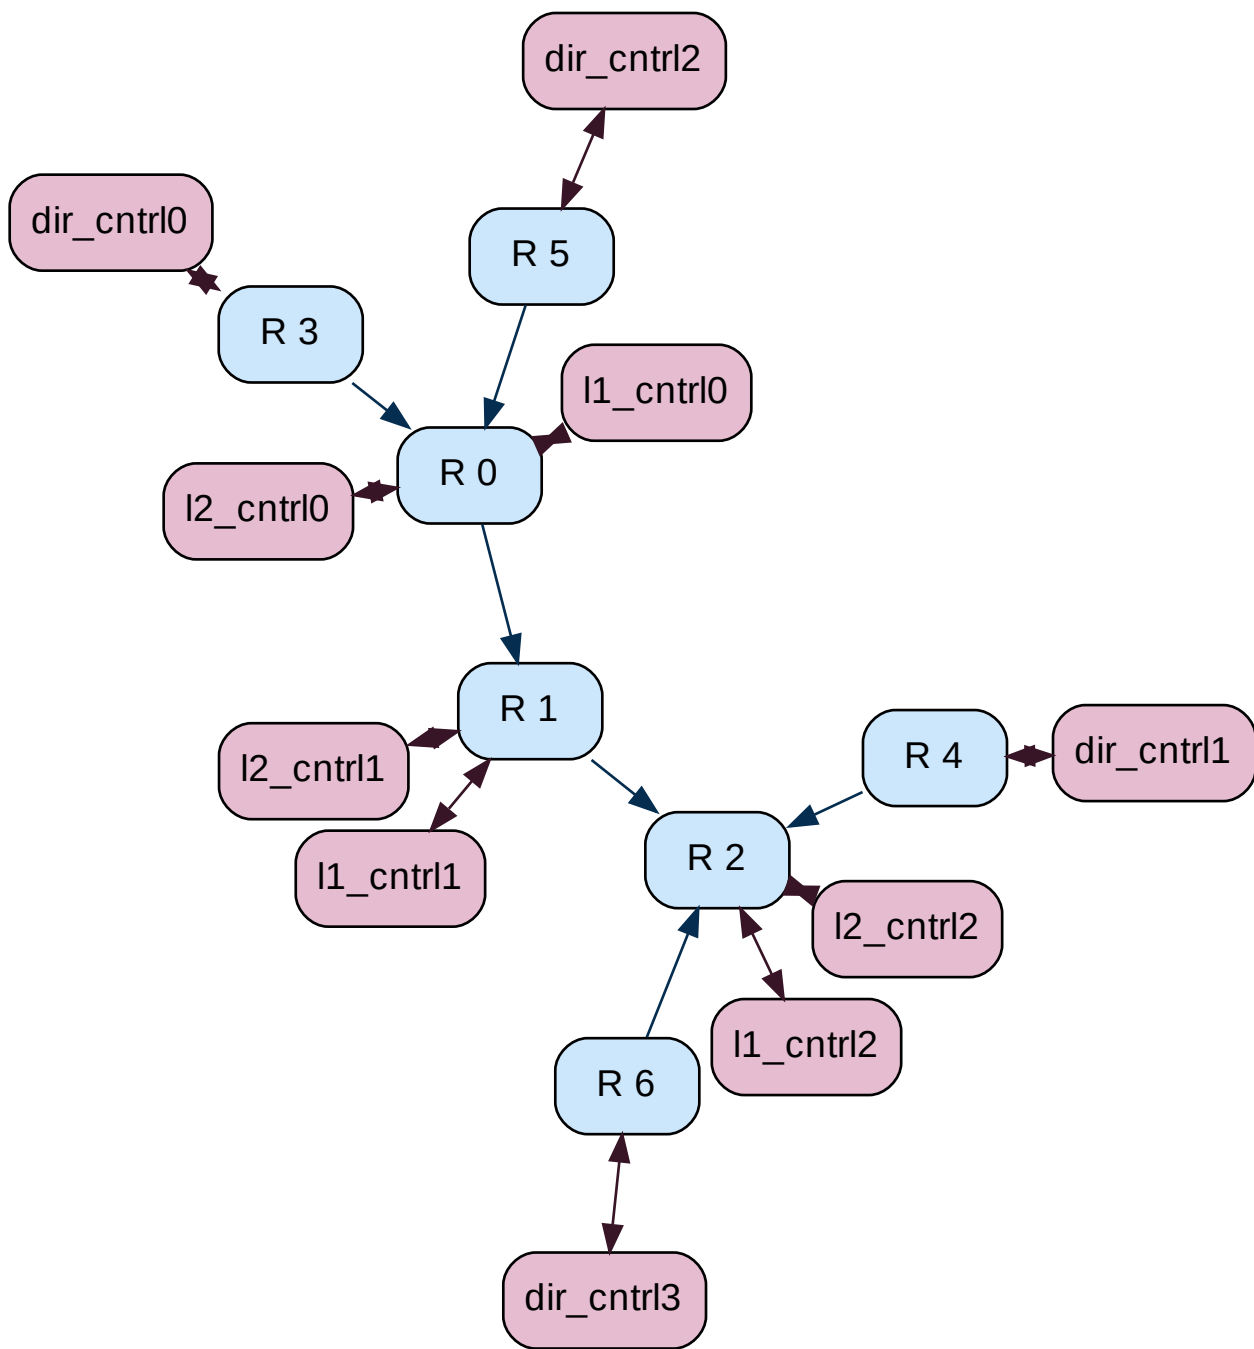 dir_cntrl2
dir_cntrl0
R 5
R 3
l1_cntrl0
R 0
l2_cntrl0
R 1
l2_cntrl1
R 4
dir_cntrl1
l1_cntrl1
R 2
l2_cntrl2
l1_cntrl2
R 6
dir_cntrl3